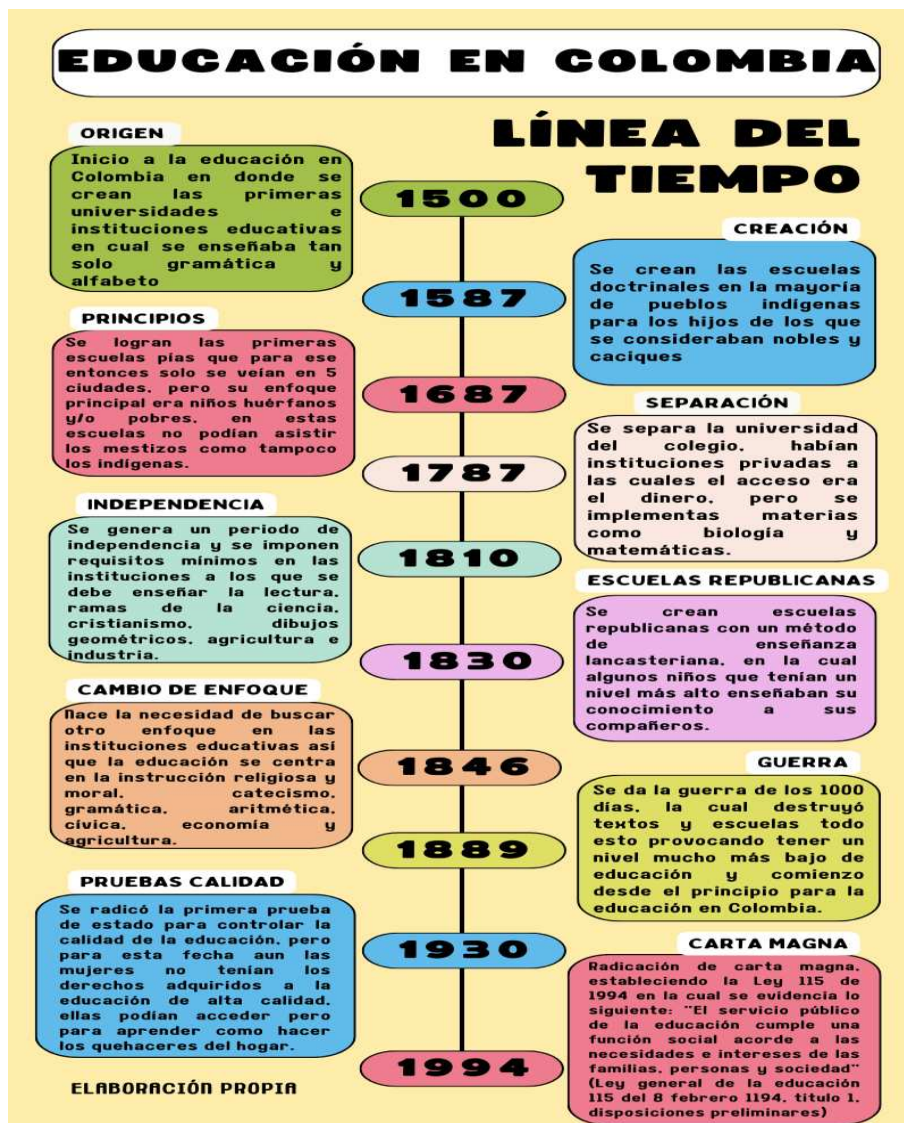 EDUCACIÓN EN COLOMBIA
LÍNEA DEL
TIEMPO
ORIGEN
Inicio a la educación en
Colombia en donde se
crean las primeras
universidades e
instituciones educativas
en cual se enseñaba tan
solo gramática y
alfabeto
1500
CREACIÓN
Se crean las escuelas
doctrinales en la mayoría
de pueblos indígenas
para los hijos de los que
se consideraban nobles y
caciques
1587
PRINCIPIOS
Se logran las primeras
escuelas pías que para ese
entonces solo se veían en 5
ciudades, pero su enfoque
principal era niños huérfanos
y/o pobres, en estas
escuelas no podían asistir
los mestizos como tampoco
los indígenas.
1687
SEPARACIÓN
Se separa la universidad
del colegio, habían
instituciones privadas a
las cuales el acceso era
el dinero, pero se
implementas materias
como biología y
matemáticas.
1787
INDEPENDENCIA
Se genera un periodo de
independencia y se imponen
requisitos mínimos en las
instituciones a los que se
debe enseñar la lectura,
ramas de la ciencia,
cristianismo, dibujos
geométricos, agricultura e
industria.
1810
ESCUELAS REPUBLICANAS
Se crean escuelas
republicanas con un método
de enseñanza
lancasteriana, en la cual
algunos niños que tenían un
nivel más alto enseñaban su
conocimiento a sus
compañeros.
1830
CAMBIO DE ENFOQUE
Nace la necesidad de buscar
otro enfoque en las
instituciones educativas así
que la educación se centra
en la instrucción religiosa y
moral, catecismo,
gramática, aritmética,
cívica, economía y
agricultura.
1846
GUERRA
Se da la guerra de los 1000
días, la cual destruyó
textos y escuelas todo
esto provocando tener un
nivel mucho más bajo de
educación y comienzo
desde el principio para la
educación en Colombia.
1889
PRUEBAS CALIDAD
Se radicó la primera prueba
de estado para controlar la
calidad de la educación, pero
para esta fecha aun las
mujeres no tenían los
derechos adquiridos a la
educación de alta calidad,
ellas podían acceder pero
para aprender como hacer
los quehaceres del hogar.
1930
CARTA MAGNA
Radicación de carta magna,
estableciendo la Ley 115 de
1994 en la cual se evidencia lo
siguiente: "El servicio público
de la educación cumple una
función social acorde a las
necesidades e intereses de las
familias, personas y sociedad"
(Ley general de la educación
115 del 8 febrero 1194, título 1,
disposiciones preliminares)
1994
ELABORACIÓN PROPIA